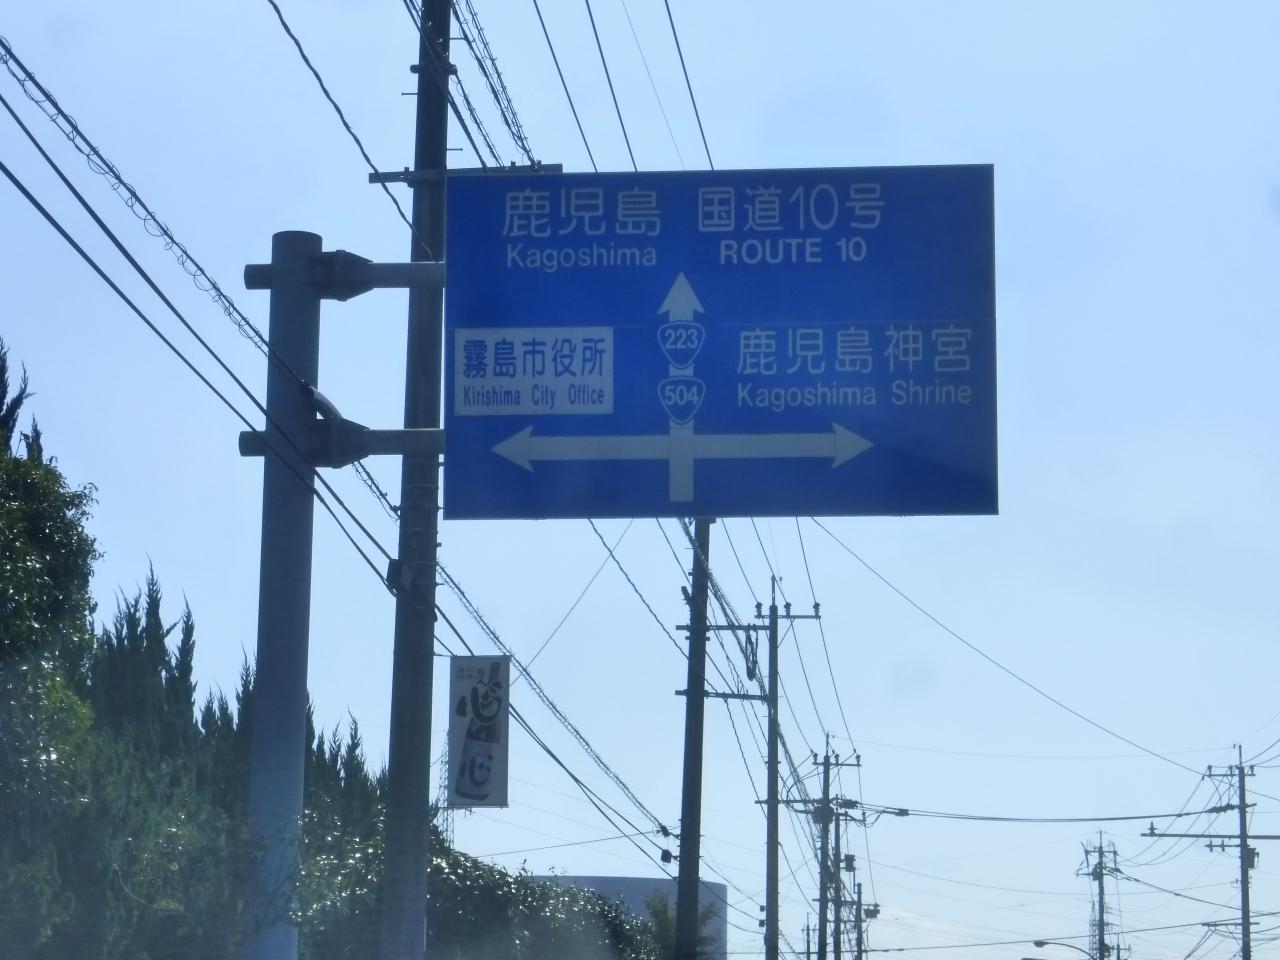 鹿児島 国道10号
Kagoshima ROUTE 10
223
霧島市役所
Kirishima City Office
504
鹿児島神宮
Kagoshima Shrine